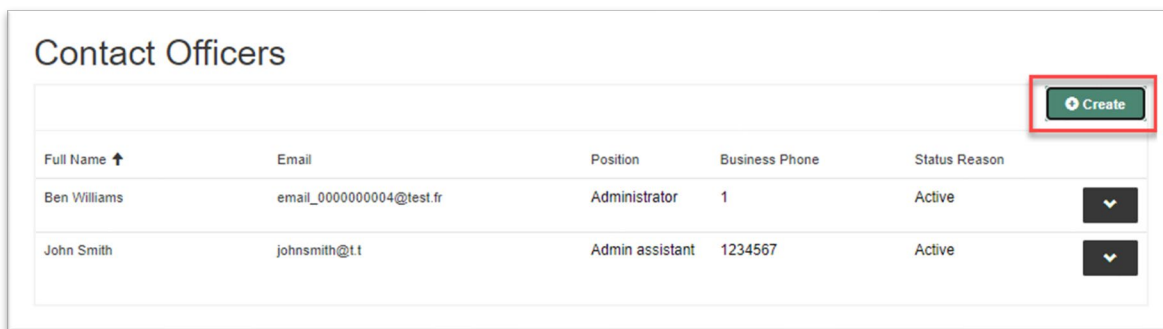 Contact Officers
Create
Full Name Email Position Business Phone Status Reason
Ben Williams email_0000000004@test.fr Administrator 1 Active
John Smith johnsmith@t.t Admin assistant 1234567 Active